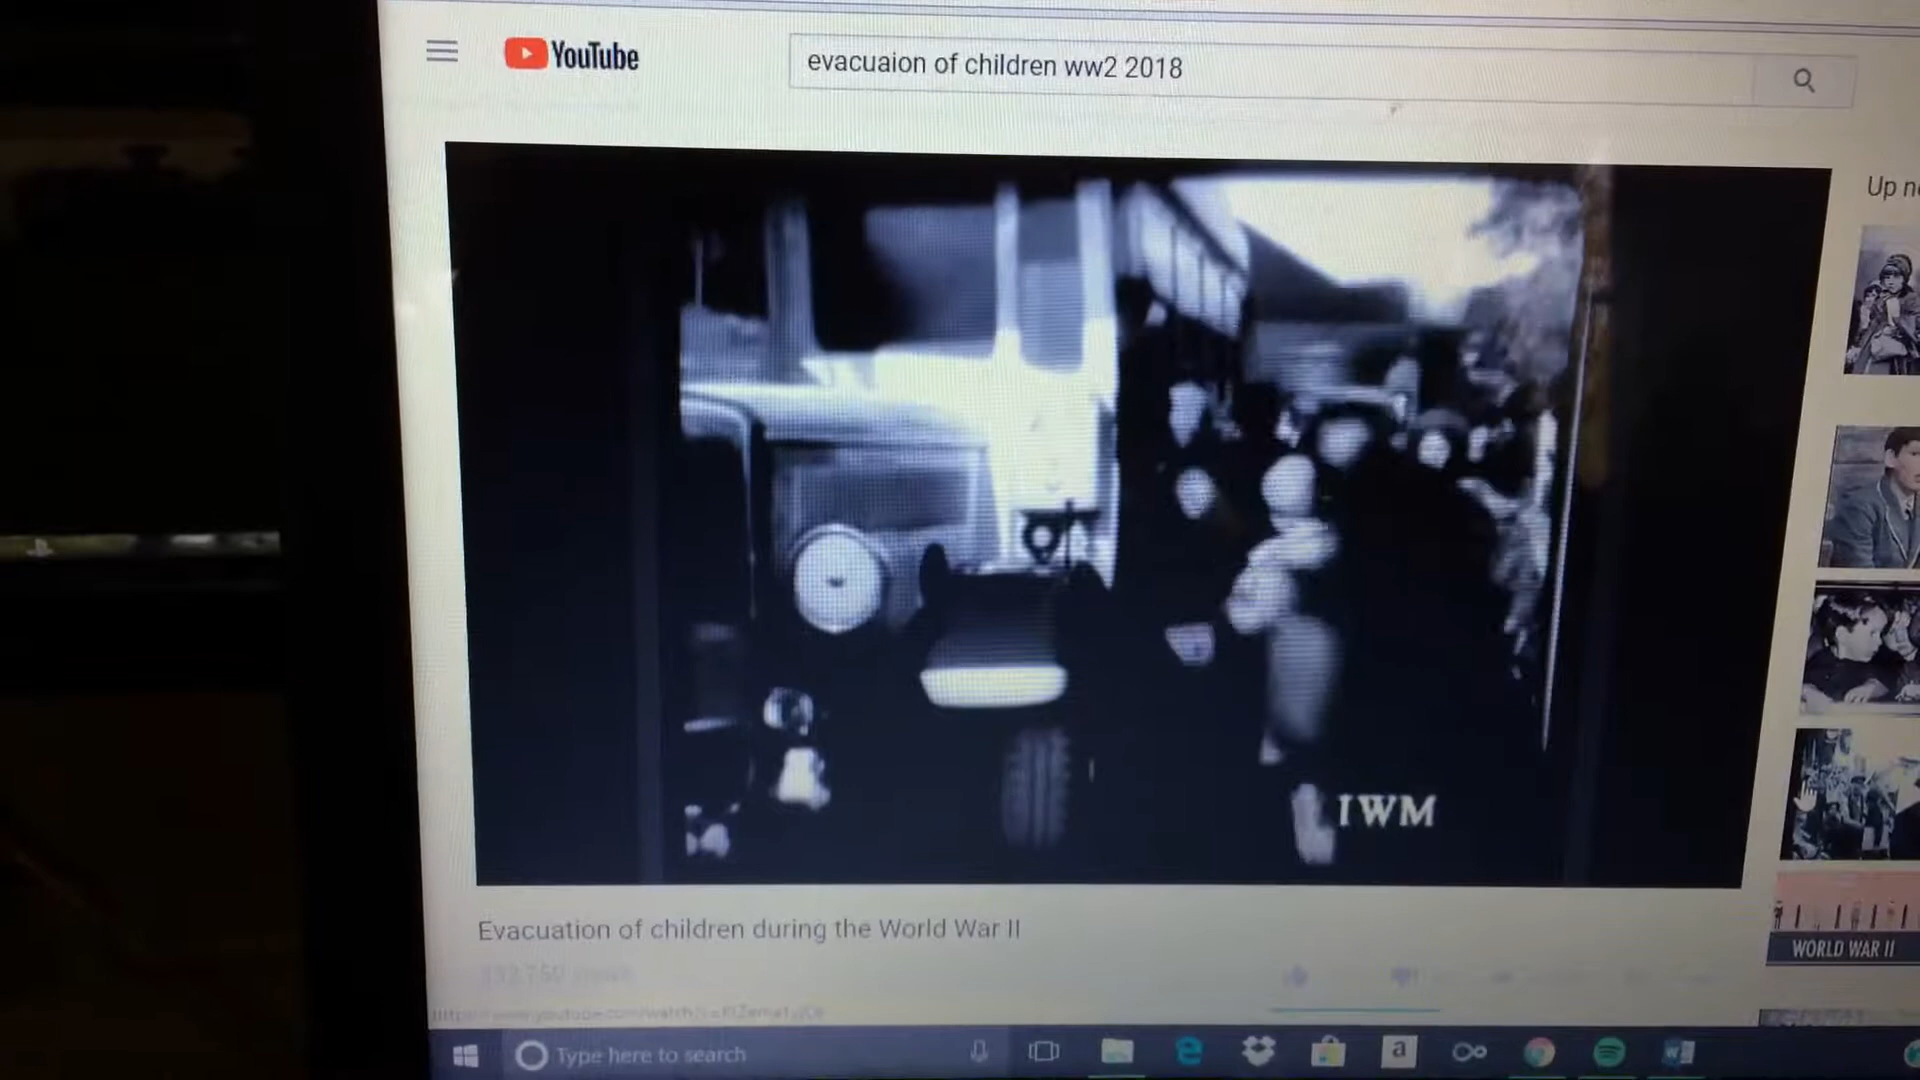 YouTube
evacuaion of children ww2 2018
Up
IWM
Evacuation of children during the World War II
WORLD WAR II
Type here to search
a